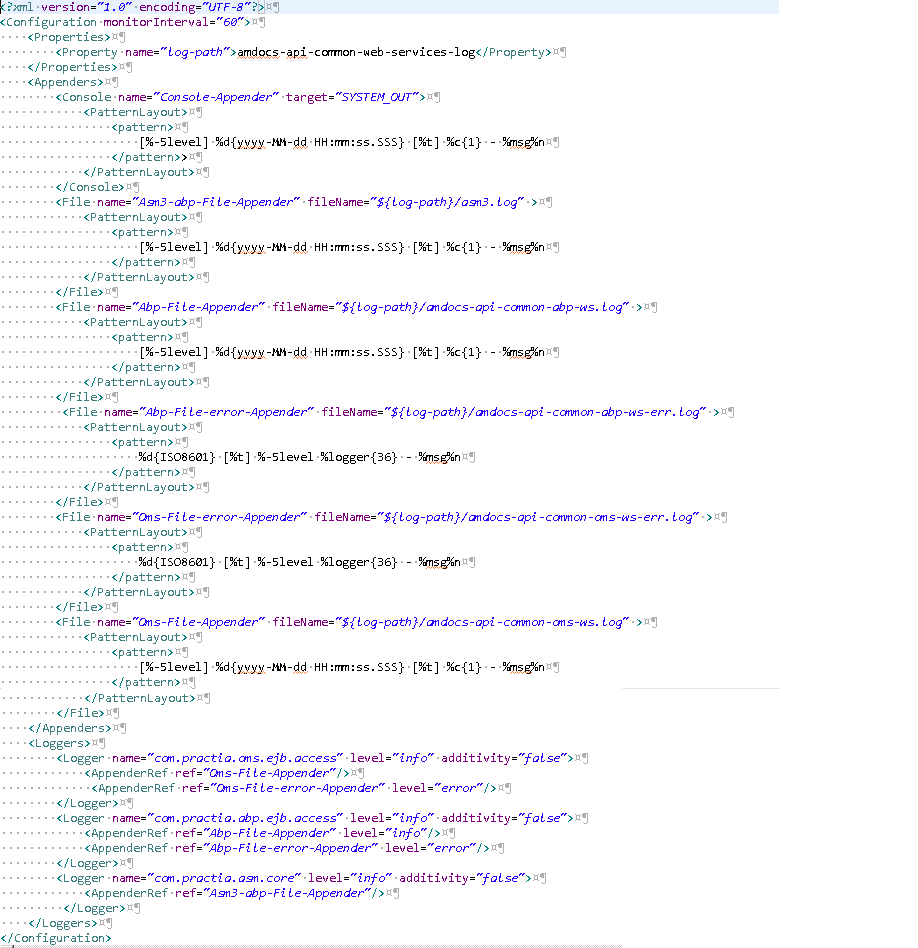 <?xml version="1.0" encoding="UTF-8"?>
<Configuration monitorInterval="60">
    <Properties>
        <Property name="log-path">amdocs-api-common-web-services-log</Property>
    </Properties>
    <Appenders>
        <Console name="Console-Appender" target="SYSTEM_OUT">
            <PatternLayout>
                <pattern>
                    [%-5level] %d{yyyy-MM-dd HH:mm:ss.SSS} [%t] %c{1} - %msg%n
                </pattern>>
            </PatternLayout>
        </Console>
        <File name="Asm3-abp-File-Appender" fileName="${log-path}/asm3.log" >
            <PatternLayout>
                <pattern>
                    [%-5level] %d{yyyy-MM-dd HH:mm:ss.SSS} [%t] %c{1} - %msg%n
                </pattern>
            </PatternLayout>
        </File>
        <File name="Abp-File-Appender" fileName="${log-path}/amdocs-api-common-abp-ws.log" >
            <PatternLayout>
                <pattern>
                    [%-5level] %d{yyyy-MM-dd HH:mm:ss.SSS} [%t] %c{1} - %msg%n
                </pattern>
            </PatternLayout>
        </File>
         <File name="Abp-File-error-Appender" fileName="${log-path}/amdocs-api-common-abp-ws-err.log" >
            <PatternLayout>
                <pattern>
                    %d{ISO8601} [%t] %-5level %logger{36} - %msg%n
                </pattern>
            </PatternLayout>
        </File>
        <File name="Oms-File-error-Appender" fileName="${log-path}/amdocs-api-common-oms-ws-err.log" >
            <PatternLayout>
                <pattern>
                    %d{ISO8601} [%t] %-5level %logger{36} - %msg%n
                </pattern>
            </PatternLayout>
        </File>
        <File name="Oms-File-Appender" fileName="${log-path}/amdocs-api-common-oms-ws.log" >
            <PatternLayout>
                <pattern>
                    [%-5level] %d{yyyy-MM-dd HH:mm:ss.SSS} [%t] %c{1} - %msg%n
                </pattern>
            </PatternLayout>
        </File>
    </Appenders>
    <Loggers>
        <Logger name="com.practia.oms.ejb.access" level="info" additivity="false">
            <AppenderRef ref="Oms-File-Appender"/>
             <AppenderRef ref="Oms-File-error-Appender" level="error"/>
        </Logger>
        <Logger name="com.practia.abp.ejb.access" level="info" additivity="false">
            <AppenderRef ref="Abp-File-Appender" level="info"/>
            <AppenderRef ref="Abp-File-error-Appender" level="error"/>
        </Logger>
        <Logger name="com.practia.asm.core" level="info" additivity="false">
            <AppenderRef ref="Asm3-abp-File-Appender"/>
         </Logger>
    </Loggers>
</Configuration>